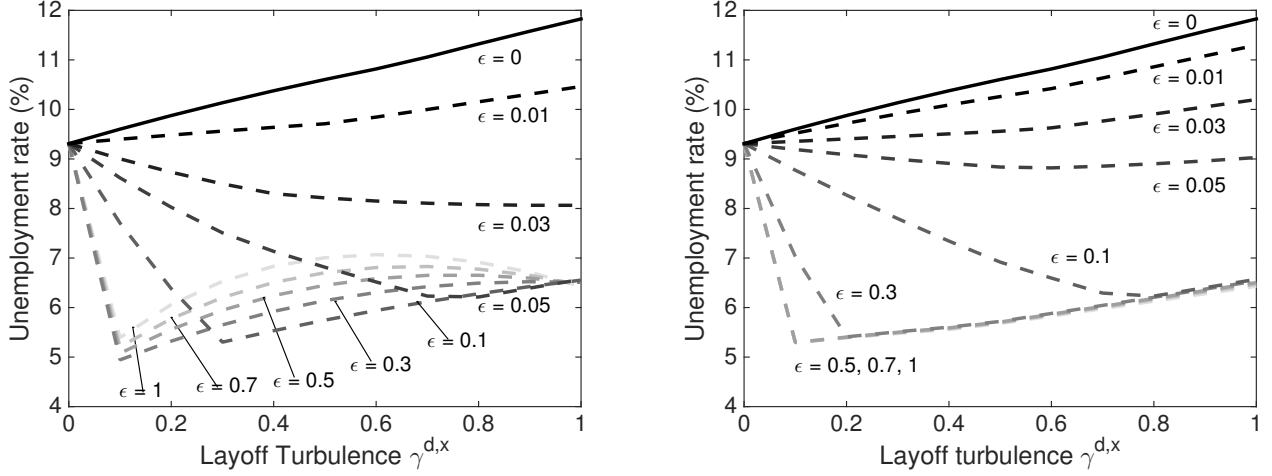 12
11
10
9
8
7
6
5
4
0
0.2
0.4
0.6
0.8
1
Unemployment rate (%)
Layoff Turbulence γ^{d,x}
ϵ = 0
ϵ = 0.01
ϵ = 0.03
ϵ = 0.05
ϵ = 0.1
ϵ = 0.3
ϵ = 0.5
ϵ = 0.7
ϵ = 1
12
11
10
9
8
7
6
5
4
0
0.2
0.4
0.6
0.8
1
Unemployment rate (%)
Layoff turbulence γ^{d,x}
ϵ = 0
ϵ = 0.01
ϵ = 0.03
ϵ = 0.05
ϵ = 0.1
ϵ = 0.3
ϵ = 0.5, 0.7, 1